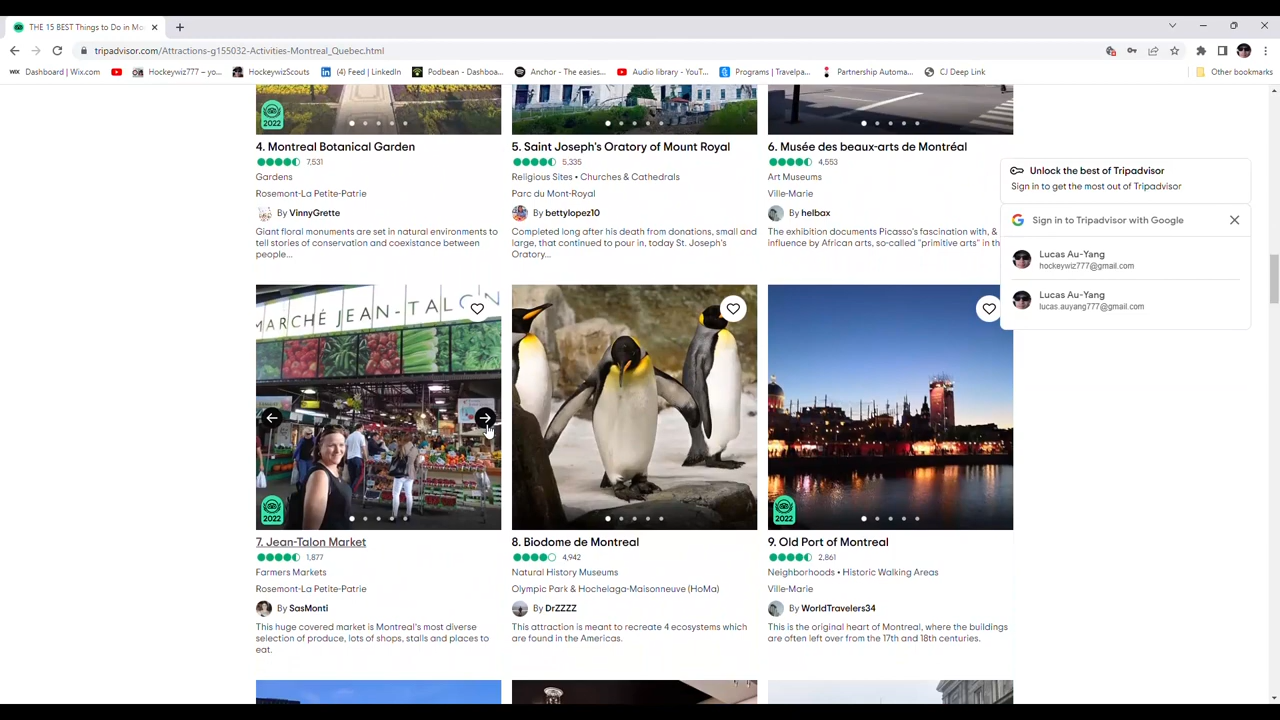 THE 15 BEST Things to Do in Mo
tripadvisor.com/Attractions-g155032-Activities-Montreal_Quebec.html
Dashboard | Wix.com
Hockeywiz777 – yo...
HockeywizScouts
(4) Feed | LinkedIn
Podbean - Dashboa...
Anchor - The easies...
Audio library - YouT...
Programs | Travelpa...
Partnership Automa...
CJ Deep Link
Other bookmarks
2022
4. Montreal Botanical Garden
7,531
Gardens
Rosemont-La Petite-Patrie
By VinnyGrette
Giant floral monuments are set in natural environments to
tell stories of conservation and coexistance between
people...
5. Saint Joseph's Oratory of Mount Royal
5,335
Religious Sites • Churches & Cathedrals
Parc du Mont-Royal
By bettylopez10
Completed long after his death from donations, small and
large, that continued to pour in, today St. Joseph's
Oratory...
6. Musée des beaux-arts de Montréal
4,553
Art Museums
Ville-Marie
By helbax
The exhibition documents Picasso's fascination with, &
influence by African arts, so-called "primitive arts" in th
Unlock the best of Tripadvisor
Sign in to get the most out of Tripadvisor
Sign in to Tripadvisor with Google
Lucas Au-Yang
hockeywiz777@gmail.com
Lucas Au-Yang
lucas.auyang777@gmail.com
MARCHÉ JEAN-TALON
2022
7. Jean-Talon Market
1,877
Farmers Markets
Rosemont-La Petite-Patrie
By SasMonti
This huge covered market is Montreal's most diverse
selection of produce, lots of shops, stalls and places to
eat.
8. Biodome de Montreal
4,942
Natural History Museums
Olympic Park & Hochelaga-Maisonneuve (HoMa)
By DrZZZZ
This attraction is meant to recreate 4 ecosystems which
are found in the Americas.
2022
9. Old Port of Montreal
2,861
Neighborhoods • Historic Walking Areas
Ville-Marie
By WorldTravelers34
This is the original heart of Montreal, where the buildings
are often left over from the 17th and 18th centuries.